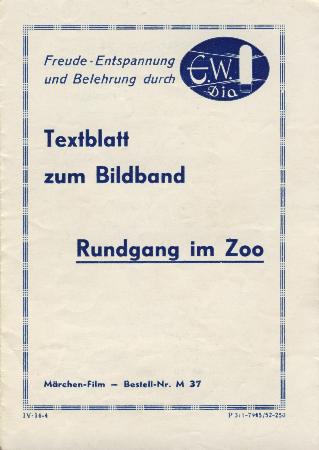 Freude-Entspannung
und Belehrung durch
E.W.
Dia
Textblatt
zum Bildband
Rundgang im Zoo
Märchen-Film — Bestell-Nr. M 37
IV-36-4